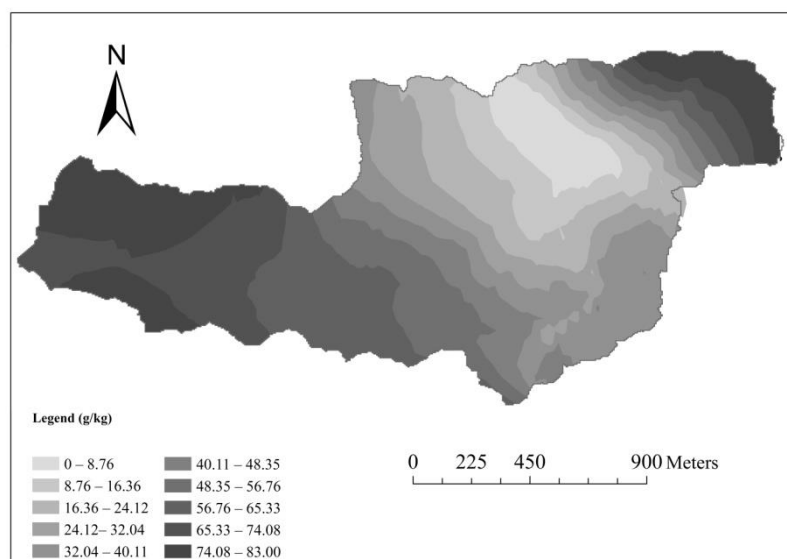 N
Legend (g/kg)
0 – 8.76
8.76 – 16.36
16.36 – 24.12
24.12– 32.04
32.04 – 40.11
40.11 – 48.35
48.35 – 56.76
56.76 – 65.33
65.33 – 74.08
74.08 – 83.00
0 225 450 900 Meters